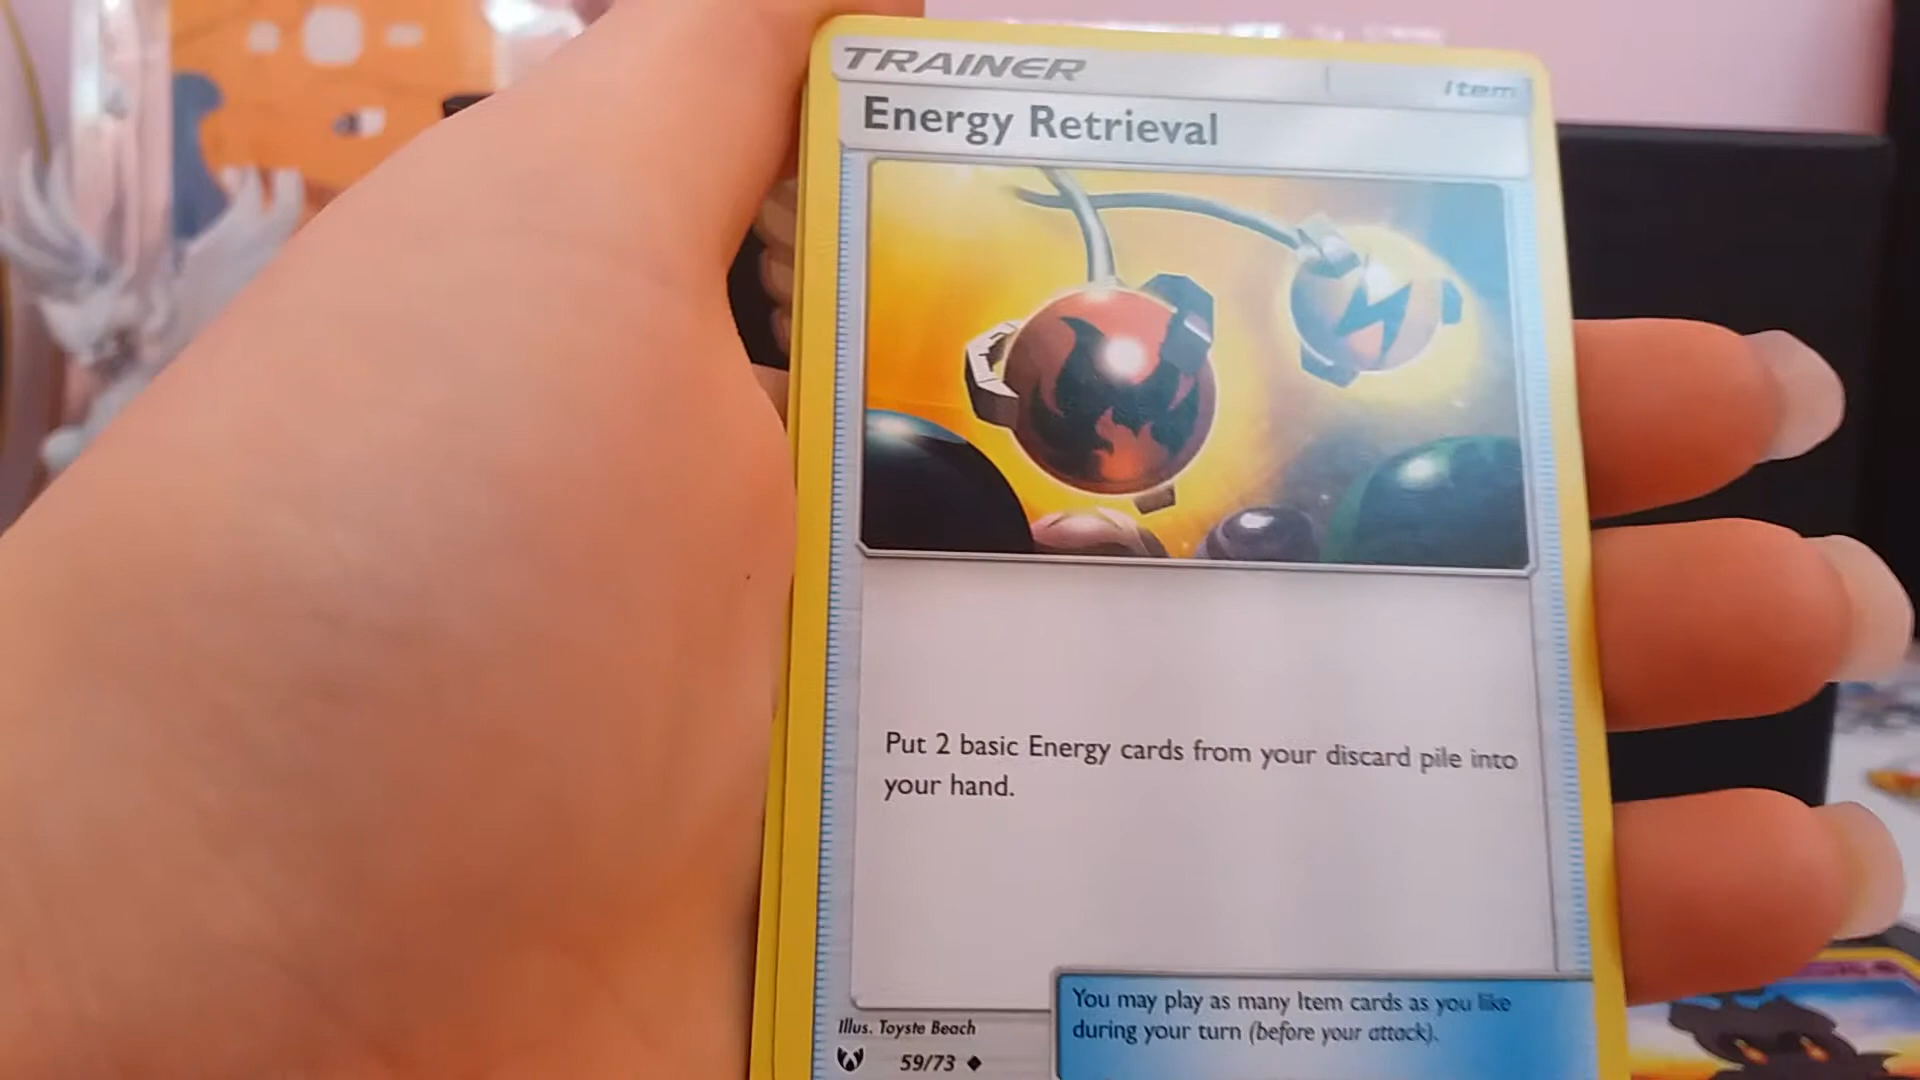 TRAINER
Item
Energy Retrieval
Put 2 basic Energy cards from your discard pile into
your hand.
You may play as many Item cards as you like
during your turn (before your attack).
Illus. Toyste Beach
59/73